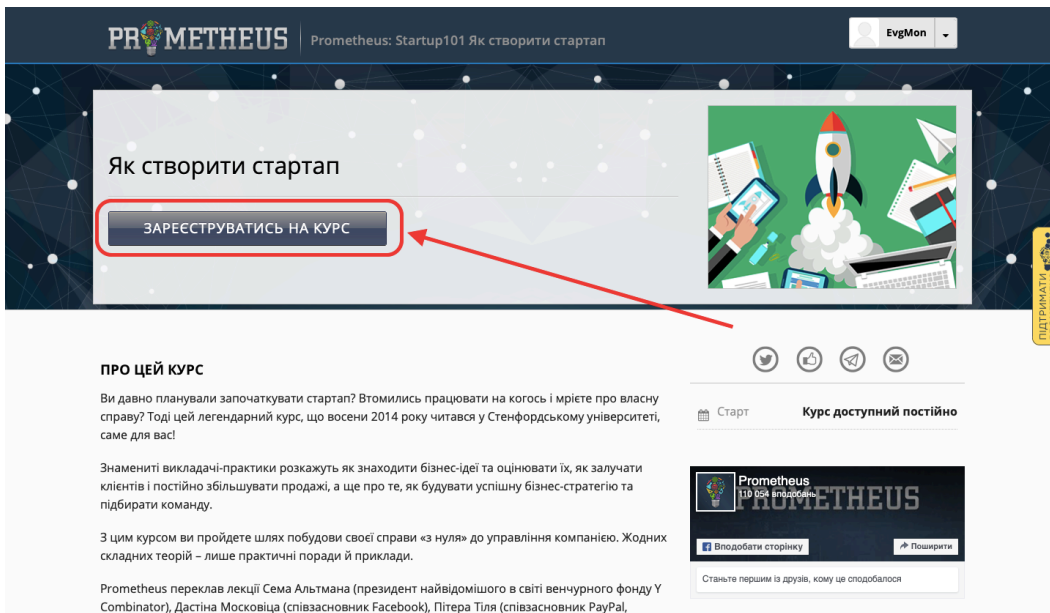 PROMETHEUS
Prometheus: Startup101 Як створити стартап
EvgMon
Як створити стартап
ЗАРЕЄСТРУВАТИСЬ НА КУРС
ПІДТРИМАТИ
ПРО ЦЕЙ КУРС
Ви давно планували започаткувати стартап? Втомились працювати на когось і мрієте про власну
справу? Тоді цей легендарний курс, що восени 2014 року читався у Стенфордському університеті,
саме для вас!
Знамениті викладачі-практики розкажуть як знаходити бізнес-ідеї та оцінювати їх, як залучати
клієнтів і постійно збільшувати продажі, а ще про те, як будувати успішну бізнес-стратегію та
підбирати команду.
З цим курсом ви пройдете шлях побудови своєї справи «з нуля» до управління компанією. Жодних
складних теорій – лише практичні поради й приклади.
Prometheus переклав лекції Сема Альтмана (президент найвідомішого в світі венчурного фонду Y
Combinator), Дастіна Московіца (співзасновник Facebook), Пітера Тіля (співзасновник PayPal,
Старт
Курс доступний постійно
Prometheus
110 054 вподобань
PROMETHEUS
Вподобати сторінку
Поширити
Станьте першим із друзів, кому це сподобалося